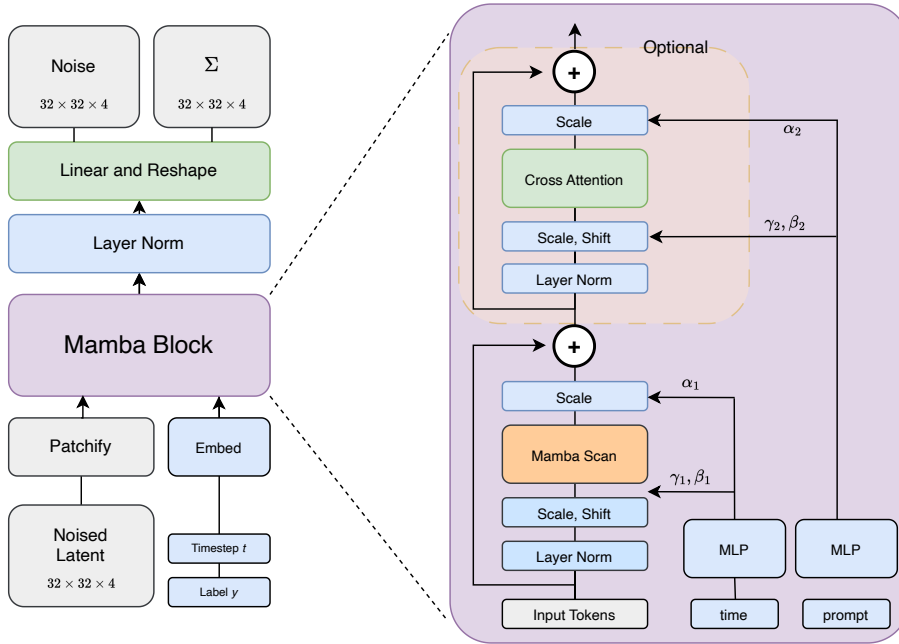 Noise
32 × 32 × 4
Σ
32 × 32 × 4
Linear and Reshape
Layer Norm
Mamba Block
Patchify
Embed
Noised
Latent
32 × 32 × 4
Timestep t
Label y
Optional
+
Scale
α₂
Cross Attention
Scale, Shift
γ₂, β₂
Layer Norm
+
Scale
α₁
Mamba Scan
γ₁, β₁
Scale, Shift
Layer Norm
MLP
MLP
Input Tokens
time
prompt